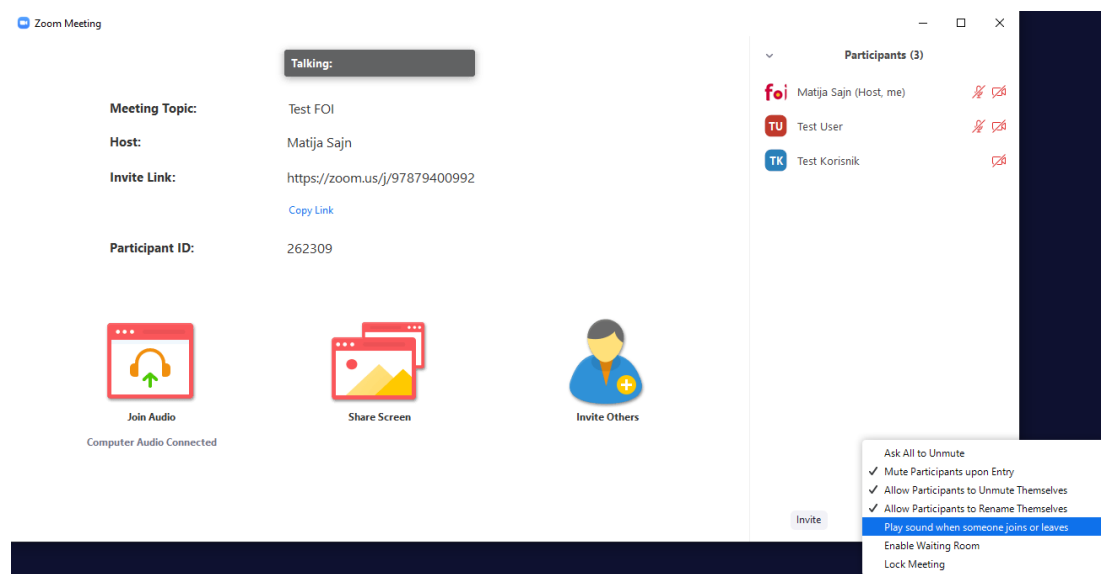 Zoom Meeting
Talking:
Meeting Topic: Test FOI
Host: Matija Sajn
Invite Link: https://zoom.us/j/97879400992
Copy Link
Participant ID: 262309
Join Audio
Computer Audio Connected
Share Screen
Invite Others
Participants (3)
foi Matija Sajn (Host, me)
TU Test User
TK Test Korisnik
Invite
Ask All to Unmute
✓ Mute Participants upon Entry
✓ Allow Participants to Unmute Themselves
✓ Allow Participants to Rename Themselves
Play sound when someone joins or leaves
Enable Waiting Room
Lock Meeting